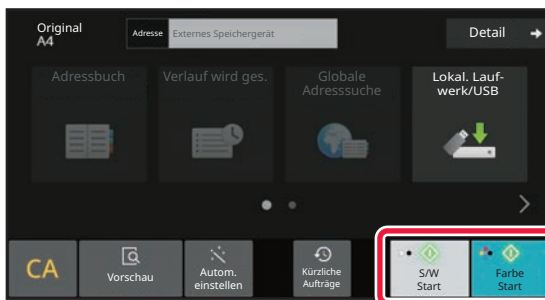 Original
A4
Adresse
Externes Speichergerät
Detail
Adressbuch
Verlauf wird ges.
Globale
Adresssuche
Lokal. Lauf-
werk/USB
CA
Vorschau
Autom.
einstellen
Kürzliche
Aufträge
S/W
Start
Farbe
Start